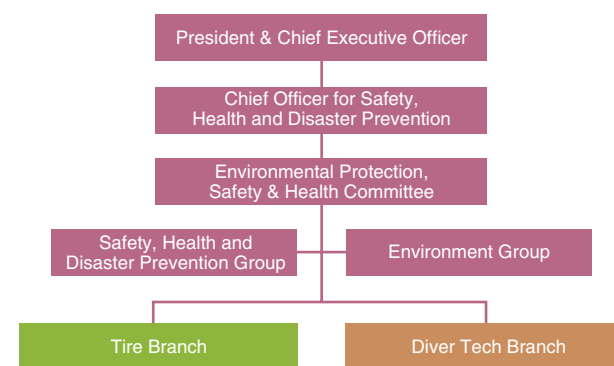 President & Chief Executive Officer
Chief Officer for Safety,
Health and Disaster Prevention
Environmental Protection,
Safety & Health Committee
Safety, Health and
Disaster Prevention Group
Environment Group
Tire Branch
Diver Tech Branch